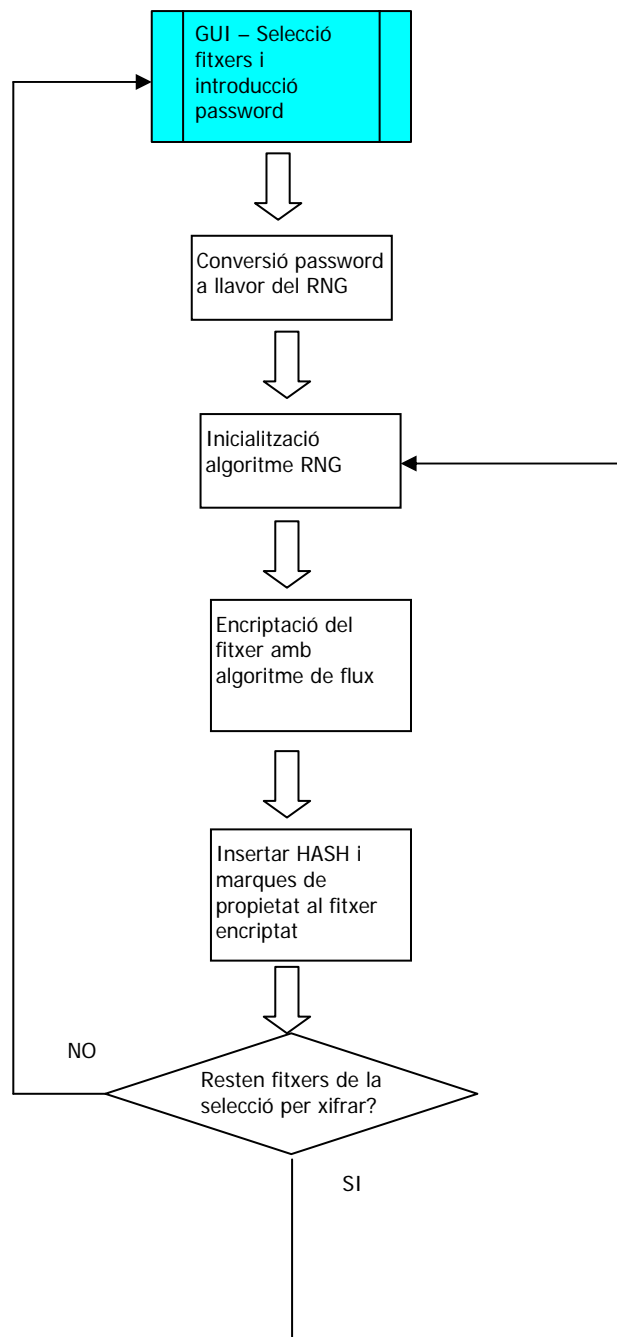 GUI – Selecció
fitxers i
introducció
password
Conversió password
a llavor del RNG
Inicialització
algoritme RNG
Encriptació del
fitxer amb
algoritme de flux
Insertar HASH i
marques de
propietat al fitxer
encriptat
NO
Resten fitxers de la
selecció per xifrar?
SI